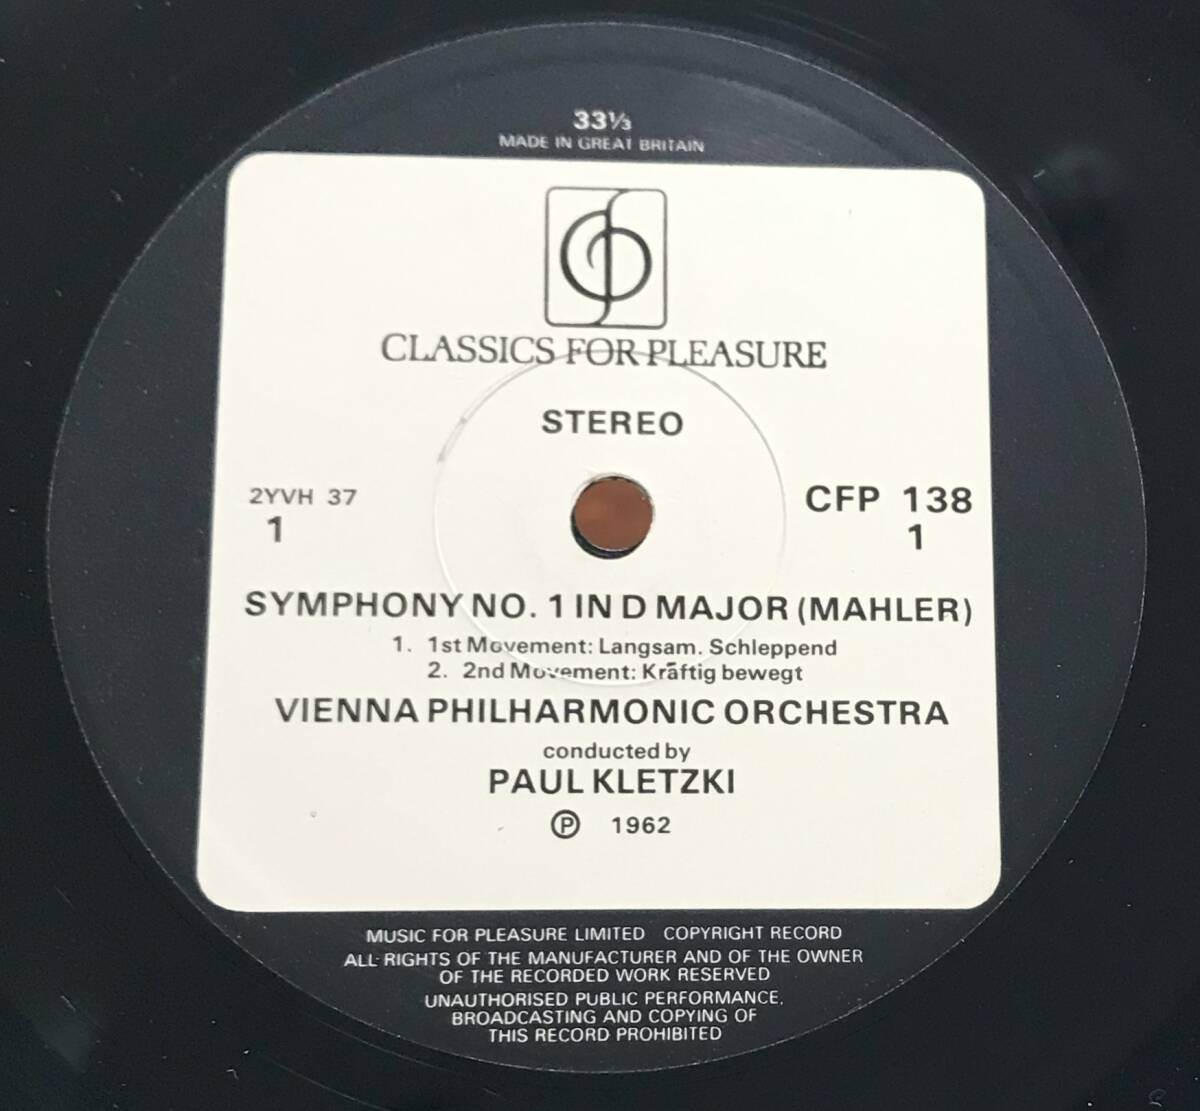 33⅓
MADE IN GREAT BRITAIN
CLASSICS FOR PLEASURE
STEREO
2YVH 37
1
CFP 138
1
SYMPHONY NO. 1 IN D MAJOR (MAHLER)
1. 1st Movement: Langsam. Schleppend
2. 2nd Movement: Kräftig bewegt
VIENNA PHILHARMONIC ORCHESTRA
conducted by
PAUL KLETZKI
Ⓟ 1962
MUSIC FOR PLEASURE LIMITED COPYRIGHT RECORD
ALL RIGHTS OF THE MANUFACTURER AND OF THE OWNER
OF THE RECORDED WORK RESERVED
UNAUTHORISED PUBLIC PERFORMANCE,
BROADCASTING AND COPYING OF
THIS RECORD PROHIBITED